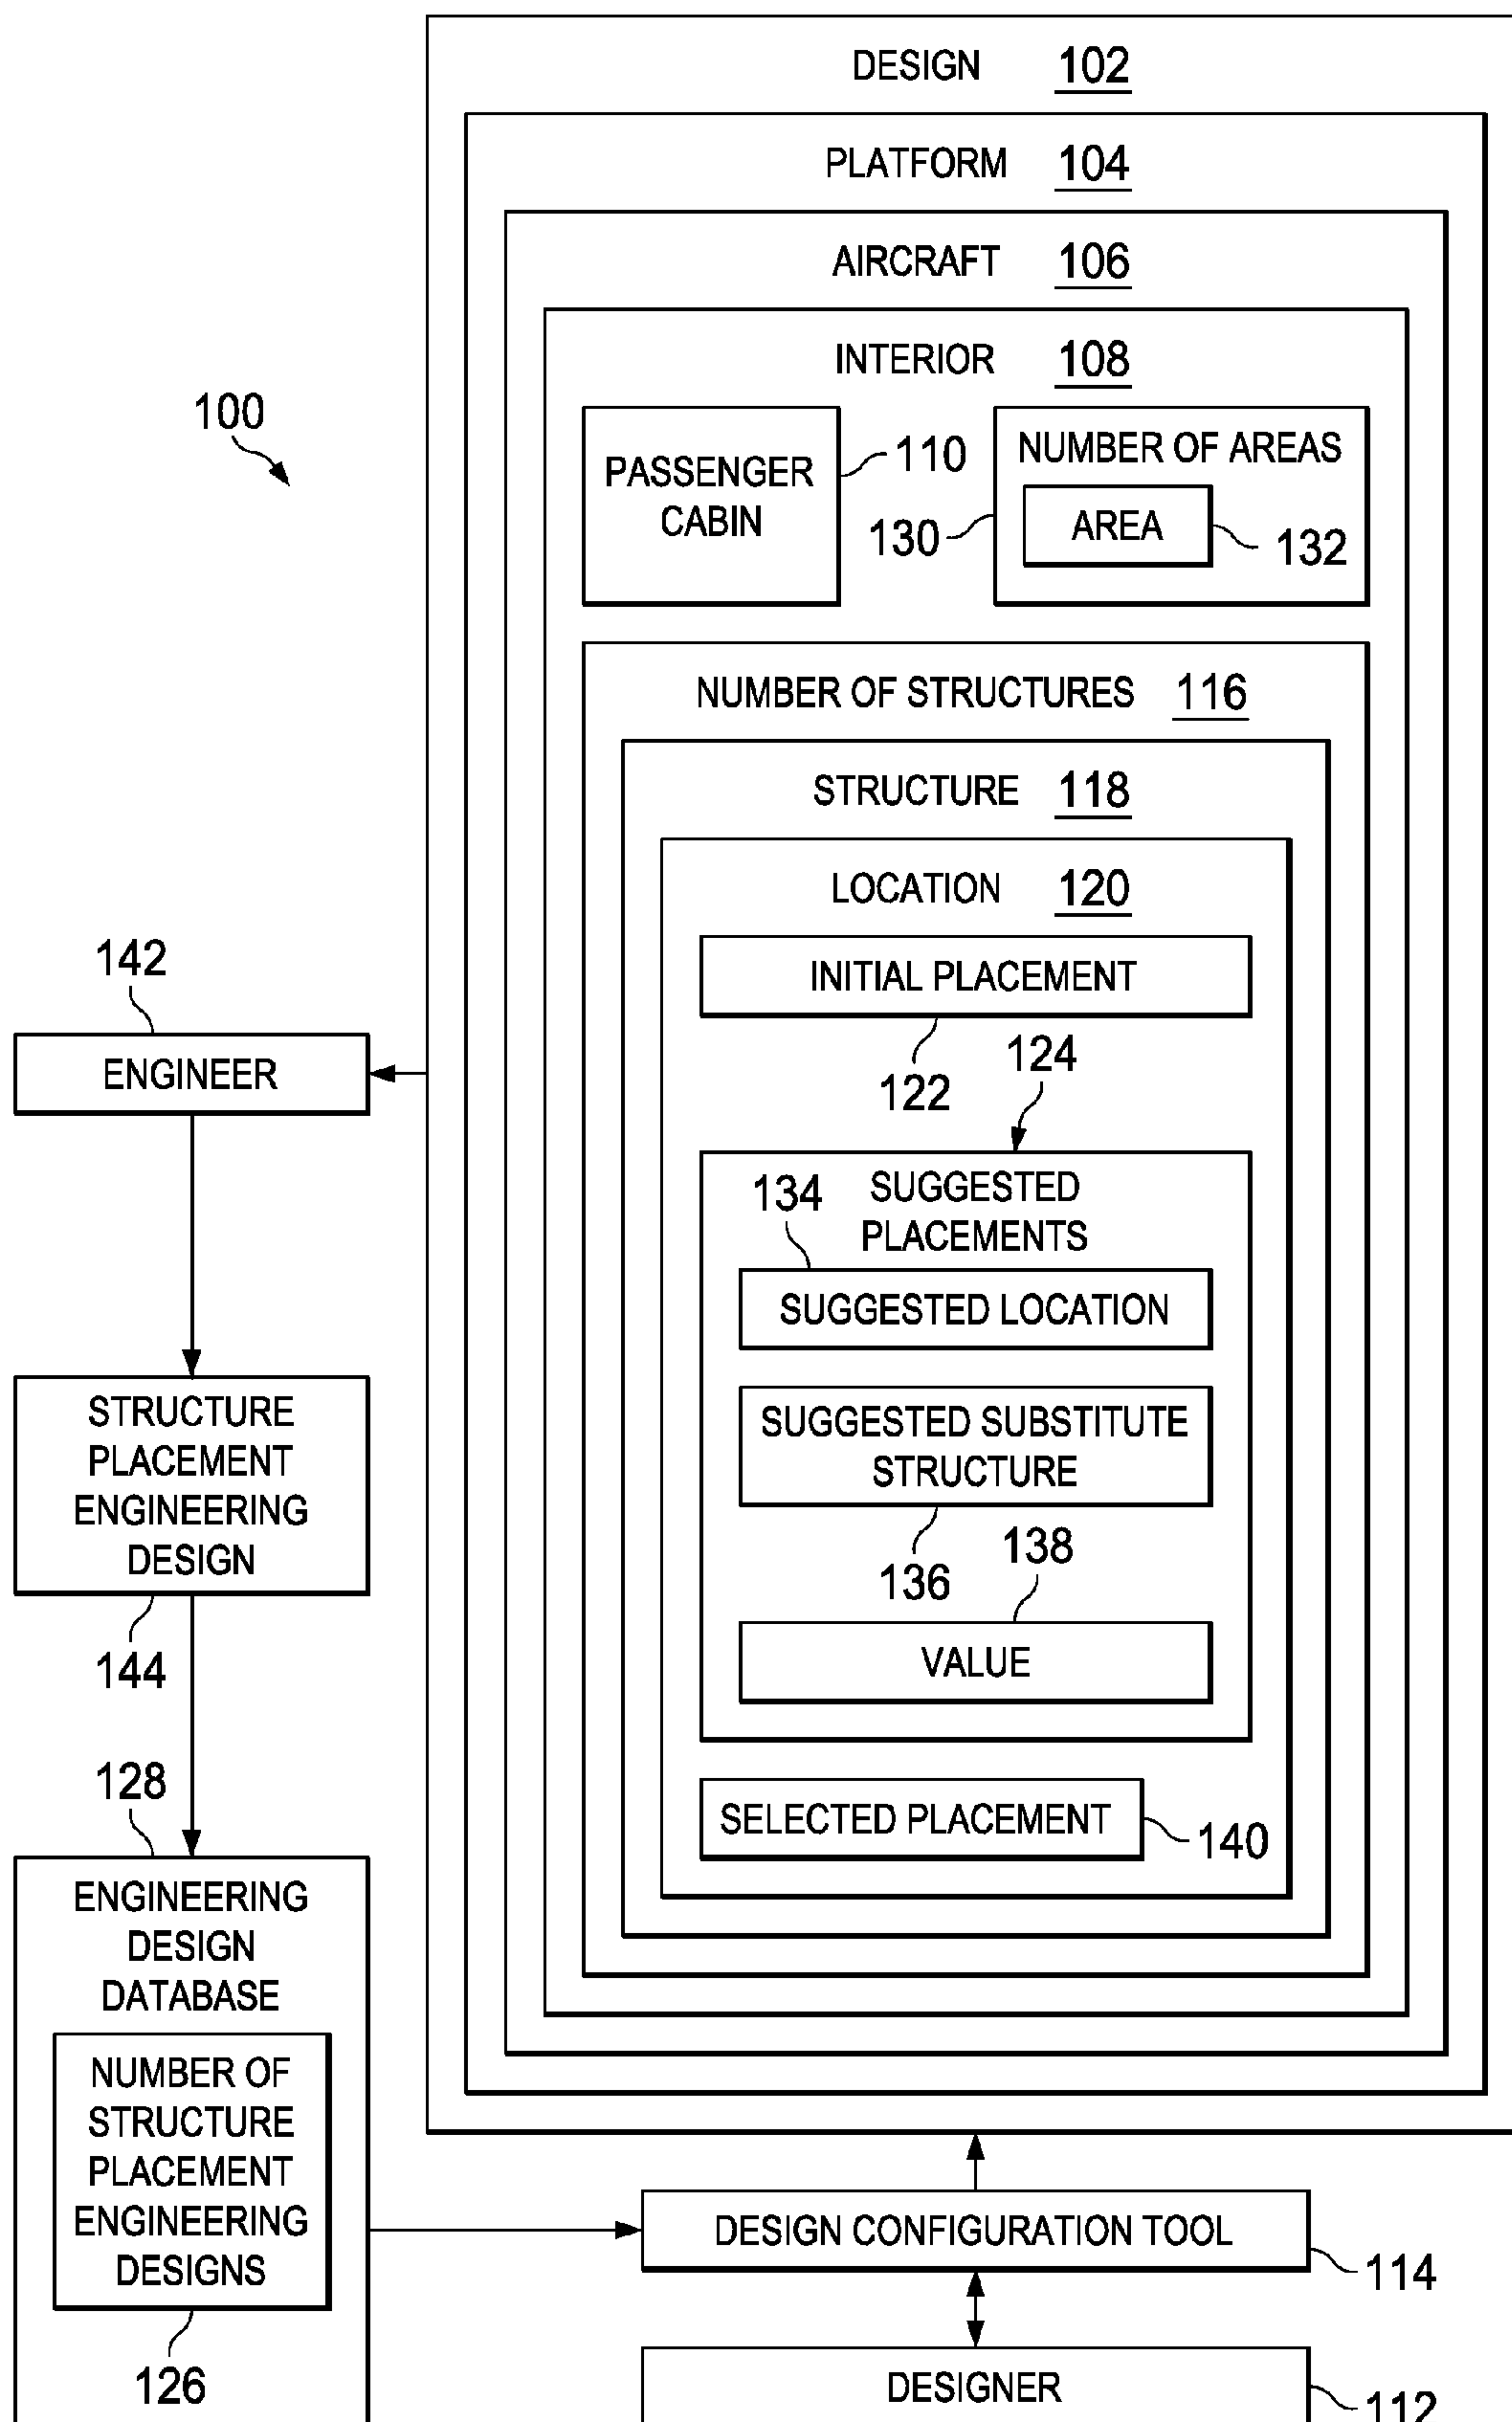 DESIGN 102
PLATFORM 104
AIRCRAFT 106
INTERIOR 108
100
PASSENGER
CABIN
110
NUMBER OF AREAS
AREA
130
132
NUMBER OF STRUCTURES 116
STRUCTURE 118
LOCATION 120
INITIAL PLACEMENT
122
124
SUGGESTED
PLACEMENTS
134
SUGGESTED LOCATION
SUGGESTED SUBSTITUTE
STRUCTURE
136
138
VALUE
SELECTED PLACEMENT
140
142
ENGINEER
STRUCTURE
PLACEMENT
ENGINEERING
DESIGN
144
128
ENGINEERING
DESIGN
DATABASE
NUMBER OF
STRUCTURE
PLACEMENT
ENGINEERING
DESIGNS
126
DESIGN CONFIGURATION TOOL
114
DESIGNER
112